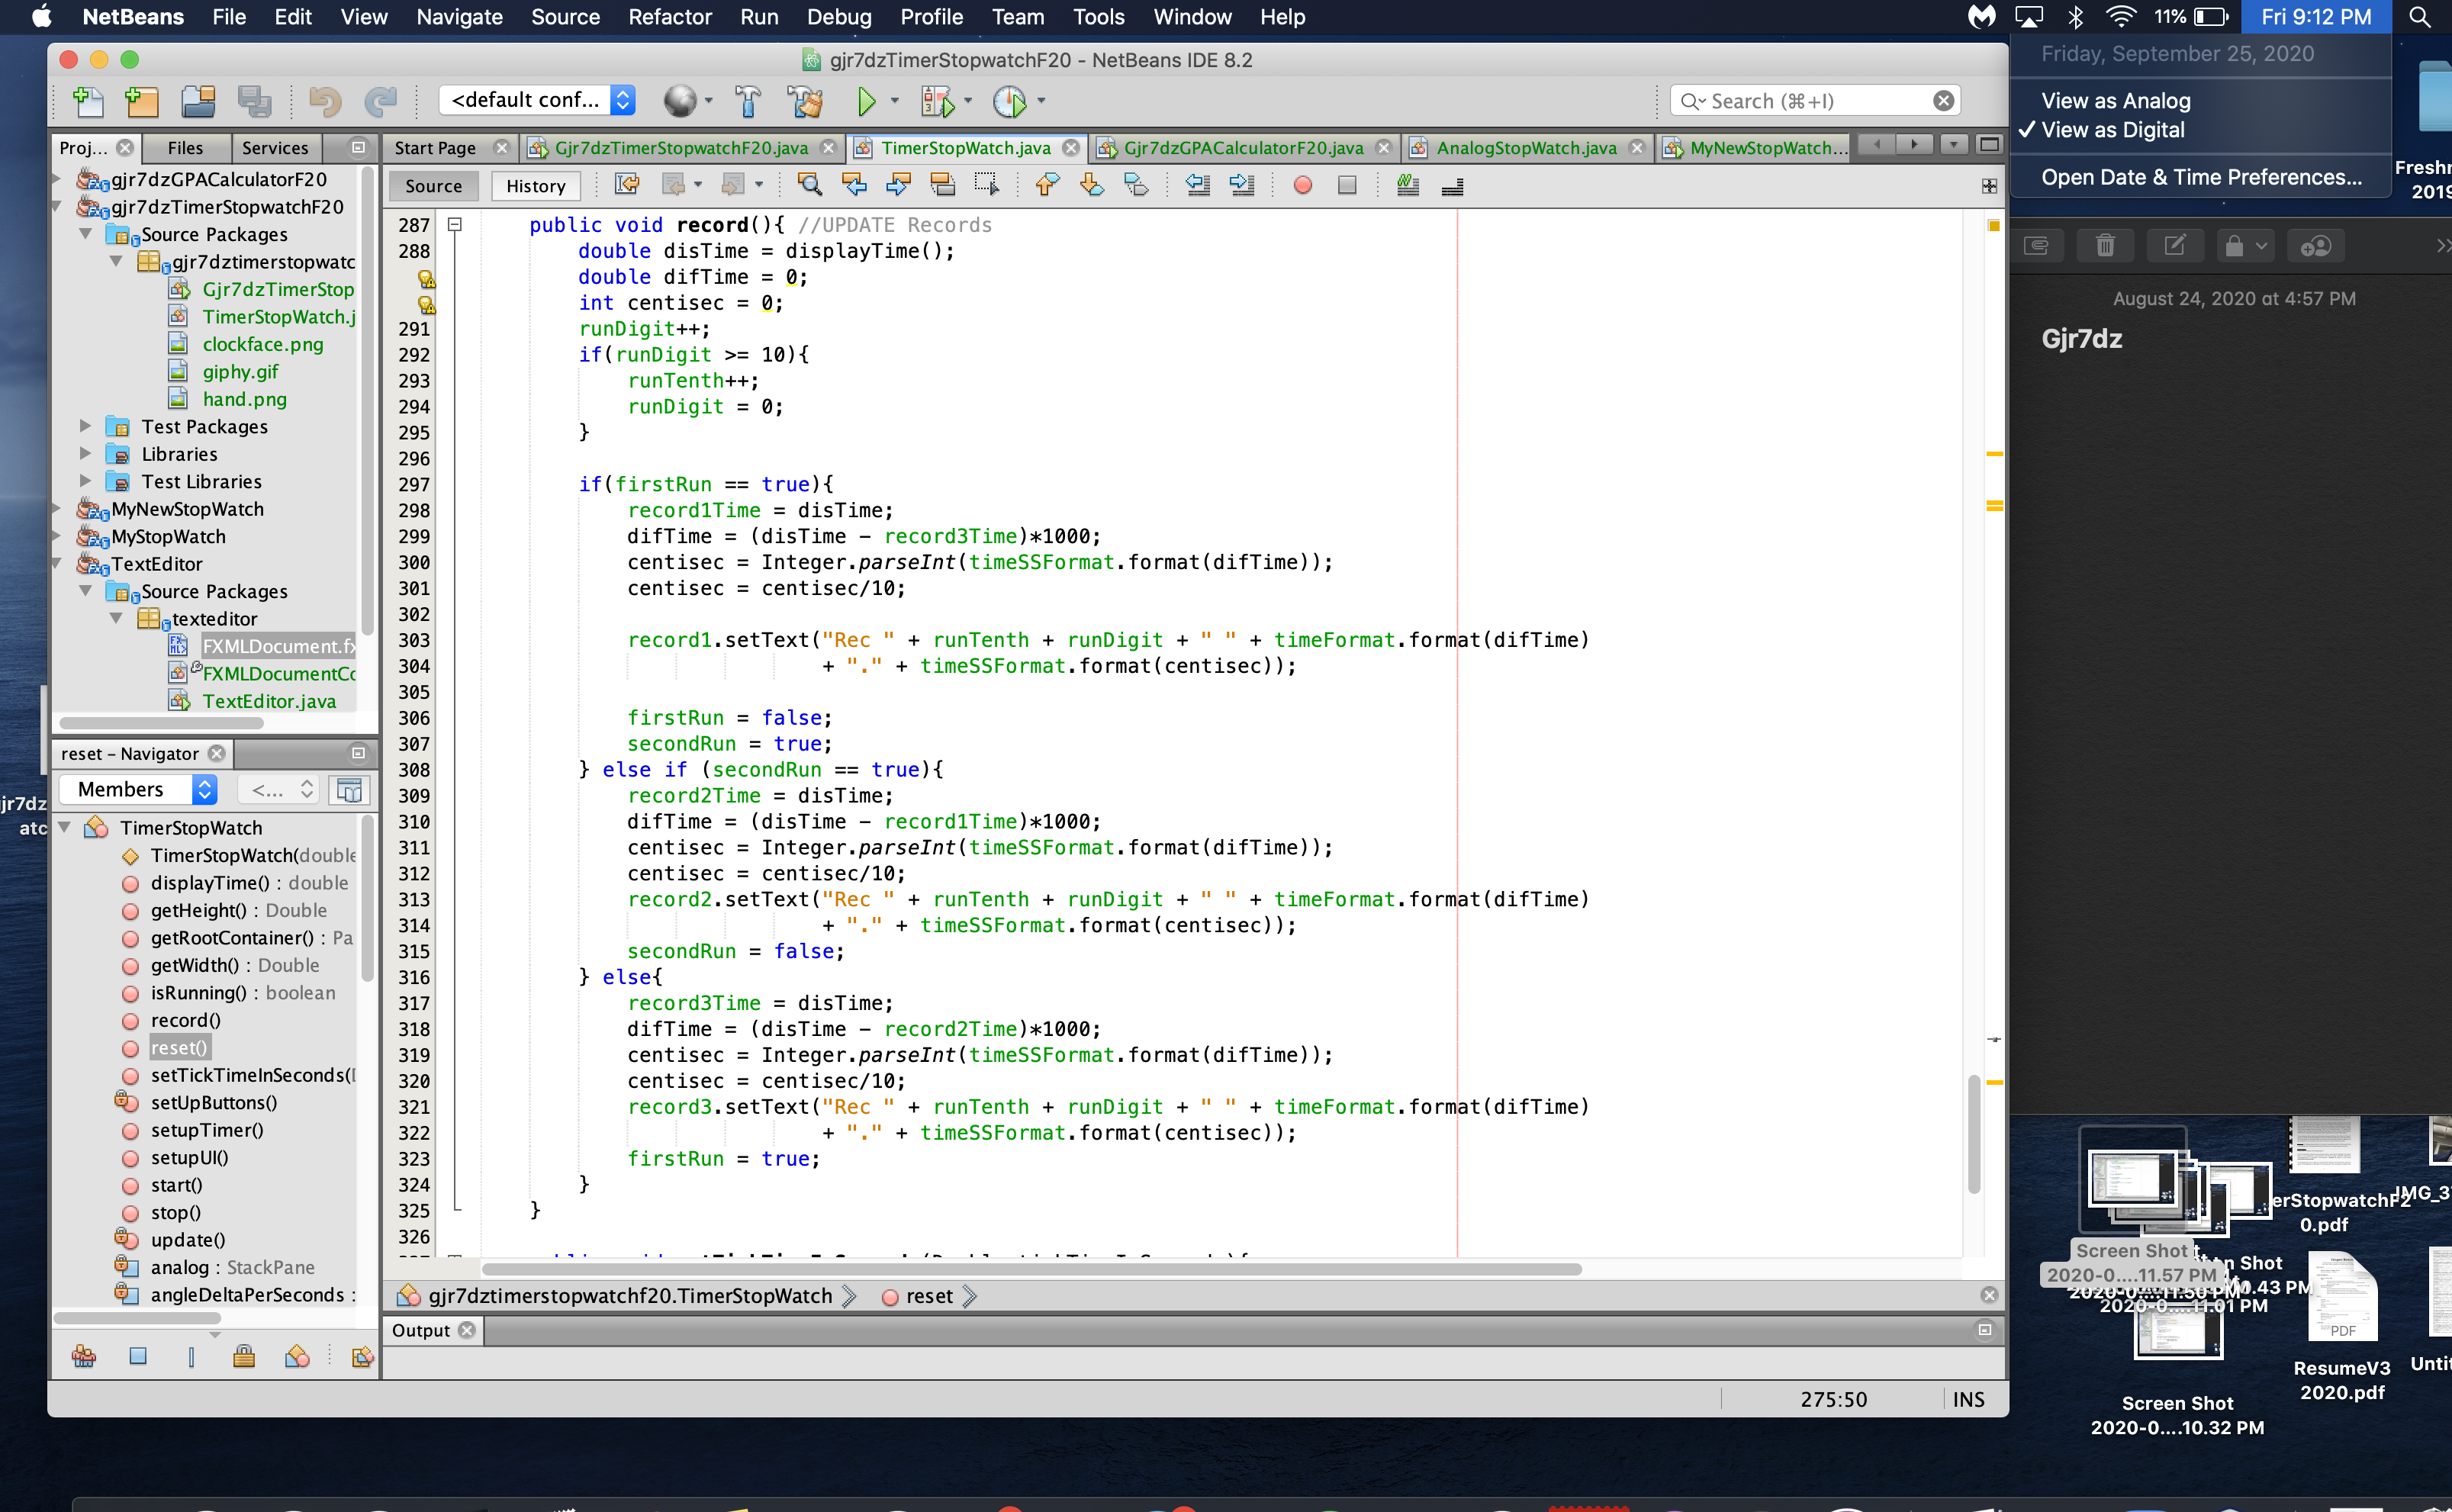 NetBeans File Edit View Navigate Source Refactor Run Debug Profile Team Tools Window Help 11% Fri 9:12 PM
Friday, September 25, 2020
View as Analog
✓ View as Digital
Open Date & Time Preferences...
gjr7dzTimerStopwatchF20 - NetBeans IDE 8.2
<default conf...
Search (⌘+I)
Proj... Files Services
Start Page Gjr7dzTimerStopwatchF20.java TimerStopWatch.java Gjr7dzGPACalculatorF20.java AnalogStopWatch.java MyNewStopWatch...
Source History
gjr7dzGPACalculatorF20
gjr7dzTimerStopwatchF20
Source Packages
gjr7dztimerstopwatc
Gjr7dzTimerStop
TimerStopWatch.j
clockface.png
giphy.gif
hand.png
Test Packages
Libraries
Test Libraries
MyNewStopWatch
MyStopWatch
TextEditor
Source Packages
texteditor
FXMLDocument.fx
FXMLDocumentCo
TextEditor.java
reset – Navigator
Members <...
TimerStopWatch
TimerStopWatch(double
displayTime() : double
getHeight() : Double
getRootContainer() : Pa
getWidth() : Double
isRunning() : boolean
record()
reset()
setTickTimeInSeconds(
setUpButtons()
setupTimer()
setupUI()
start()
stop()
update()
analog : StackPane
angleDeltaPerSeconds :
287 public void record(){ //UPDATE Records
288 double disTime = displayTime();
double difTime = 0;
int centisec = 0;
291 runDigit++;
292 if(runDigit >= 10){
293 runTenth++;
294 runDigit = 0;
295 }
296
297 if(firstRun == true){
298 record1Time = disTime;
299 difTime = (disTime - record3Time)*1000;
300 centisec = Integer.parseInt(timeSSFormat.format(difTime));
301 centisec = centisec/10;
302
303 record1.setText("Rec " + runTenth + runDigit + " " + timeFormat.format(difTime)
304 + "." + timeSSFormat.format(centisec));
305
306 firstRun = false;
307 secondRun = true;
308 } else if (secondRun == true){
309 record2Time = disTime;
310 difTime = (disTime - record1Time)*1000;
311 centisec = Integer.parseInt(timeSSFormat.format(difTime));
312 centisec = centisec/10;
313 record2.setText("Rec " + runTenth + runDigit + " " + timeFormat.format(difTime)
314 + "." + timeSSFormat.format(centisec));
315 secondRun = false;
316 } else{
317 record3Time = disTime;
318 difTime = (disTime - record2Time)*1000;
319 centisec = Integer.parseInt(timeSSFormat.format(difTime));
320 centisec = centisec/10;
321 record3.setText("Rec " + runTenth + runDigit + " " + timeFormat.format(difTime)
322 + "." + timeSSFormat.format(centisec));
323 firstRun = true;
324 }
325 }
326
gjr7dztimerstopwatchf20.TimerStopWatch reset
Output
275:50 INS
Freshr
2019
August 24, 2020 at 4:57 PM
Gjr7dz
jr7dz
atc
Screen Shot
2020-0....11.57 PM
n Shot
0.43 PM
2020-0....11.50 PM
2020-0....11.01 PM
erStopwatchF2
0.pdf
IMG_3
PDF
ResumeV3
2020.pdf
Unti
Screen Shot
2020-0....10.32 PM